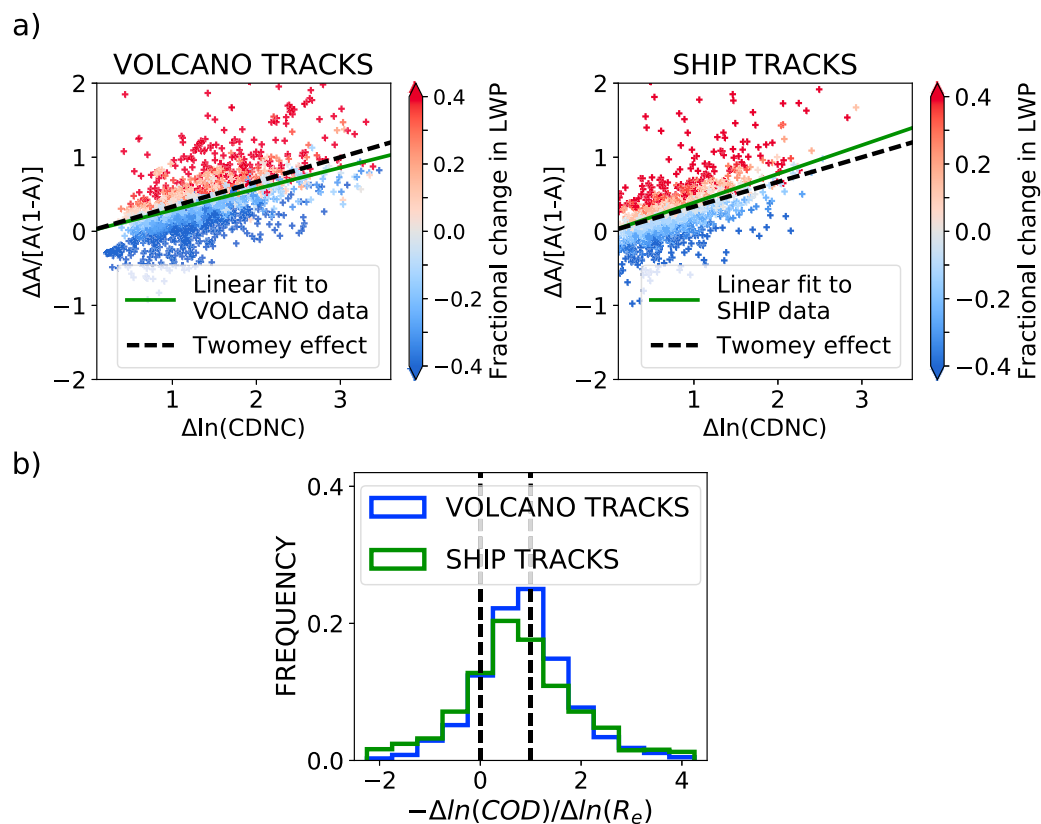 a)
VOLCANO TRACKS
2
1
0
−1
−2
ΔA/[A(1-A)]
1
2
3
Δln(CDNC)
Linear fit to
VOLCANO data
Twomey effect
0.4
0.2
0.0
−0.2
−0.4
Fractional change in LWP
SHIP TRACKS
2
1
0
−1
−2
ΔA/[A(1-A)]
1
2
3
Δln(CDNC)
Linear fit to
SHIP data
Twomey effect
0.4
0.2
0.0
−0.2
−0.4
Fractional change in LWP
b)
0.4
0.2
0.0
FREQUENCY
VOLCANO TRACKS
SHIP TRACKS
−2
0
2
4
−Δln(COD)/Δln(Re)